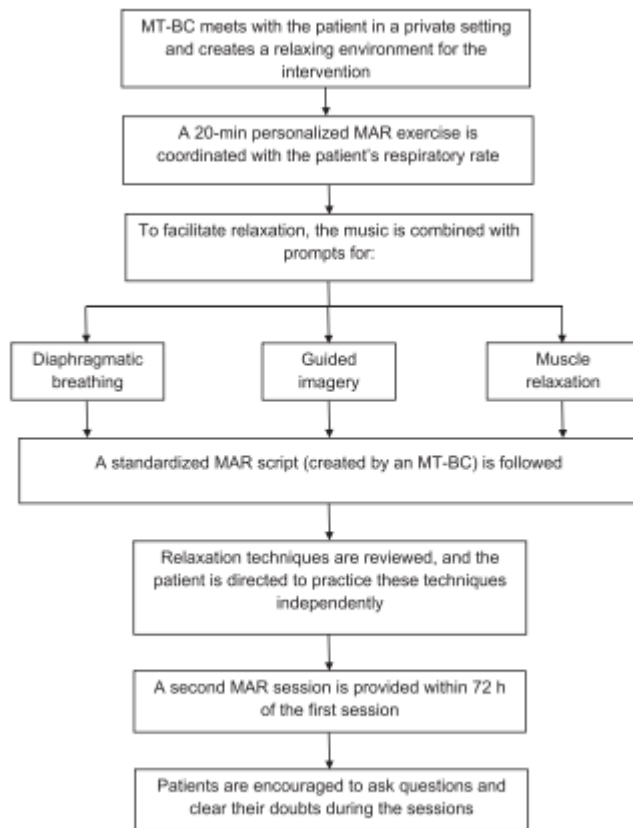 MT-BC meets with the patient in a private setting
and creates a relaxing environment for the
intervention
A 20-min personalized MAR exercise is
coordinated with the patient's respiratory rate
To facilitate relaxation, the music is combined with
prompts for:
Diaphragmatic
breathing
Guided
imagery
Muscle
relaxation
A standardized MAR script (created by an MT-BC) is followed
Relaxation techniques are reviewed, and the
patient is directed to practice these techniques
independently
A second MAR session is provided within 72 h
of the first session
Patients are encouraged to ask questions and
clear their doubts during the sessions